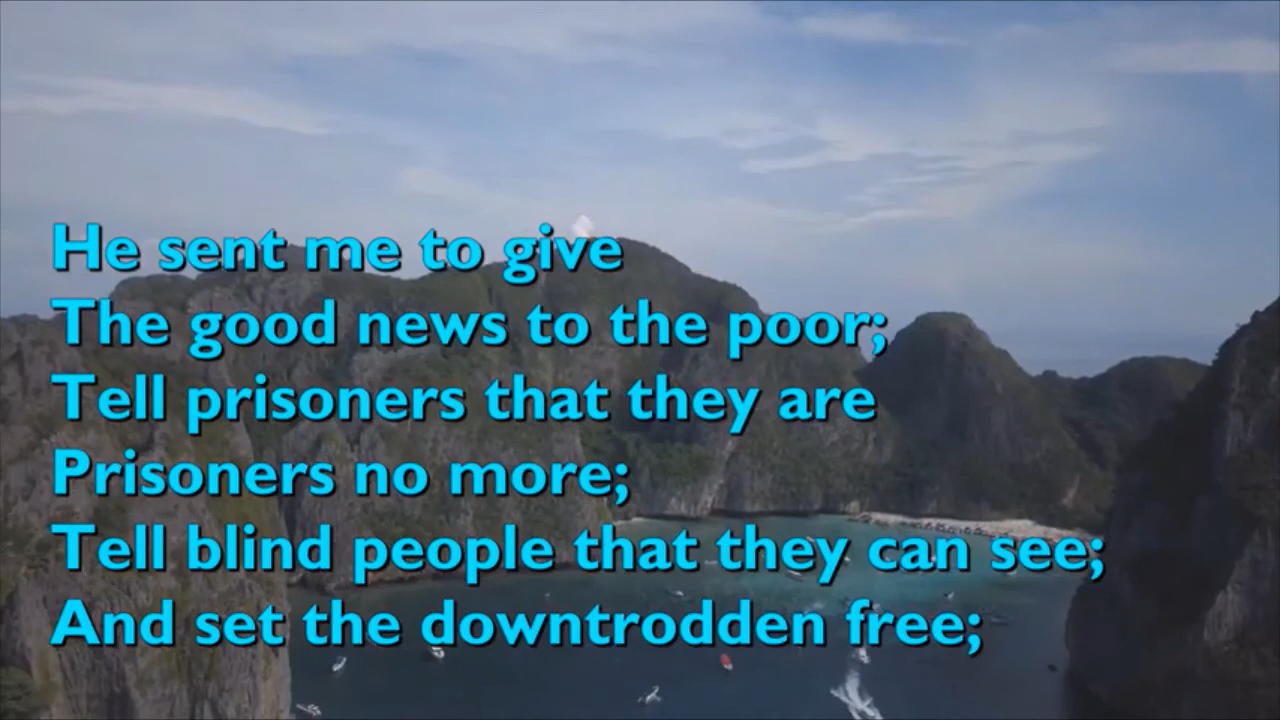 He sent me to give
The good news to the poor;
Tell prisoners that they are
Prisoners no more;
Tell blind people that they can see;
And set the downtrodden free;